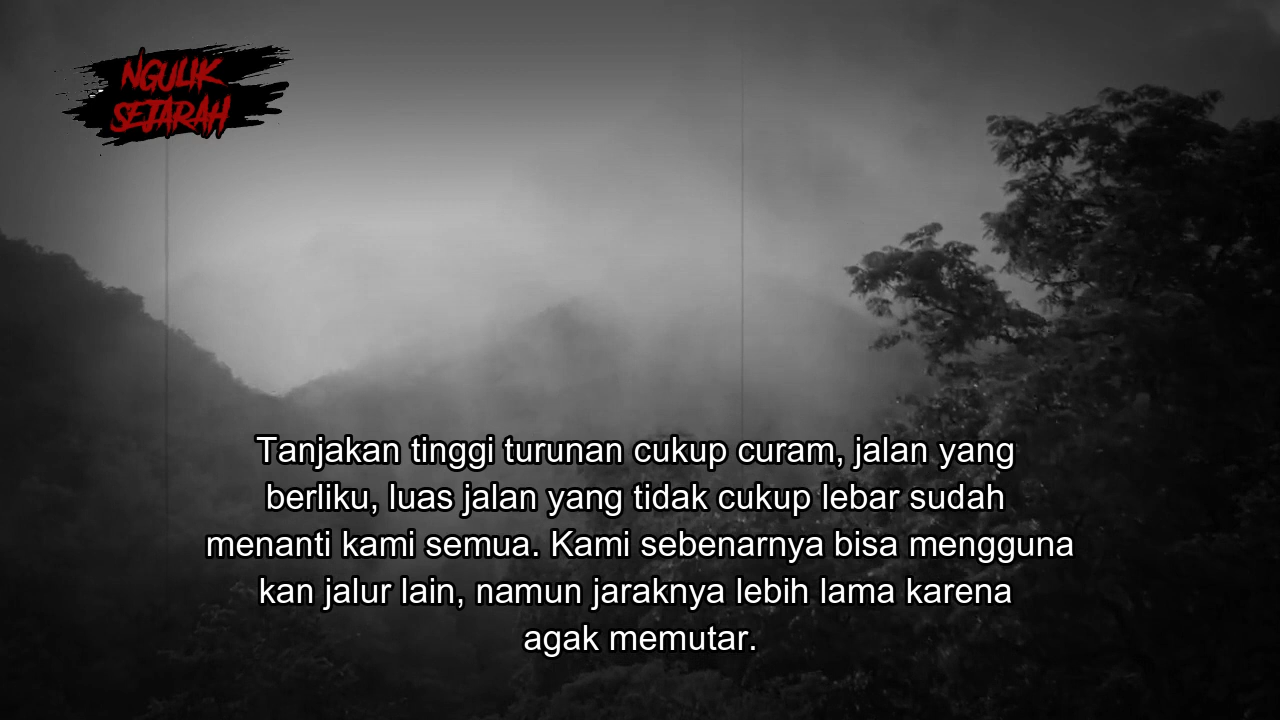 NGULIK
SEJARAH
Tanjakan tinggi turunan cukup curam, jalan yang
berliku, luas jalan yang tidak cukup lebar sudah
menanti kami semua. Kami sebenarnya bisa mengguna
kan jalur lain, namun jaraknya lebih lama karena
agak memutar.